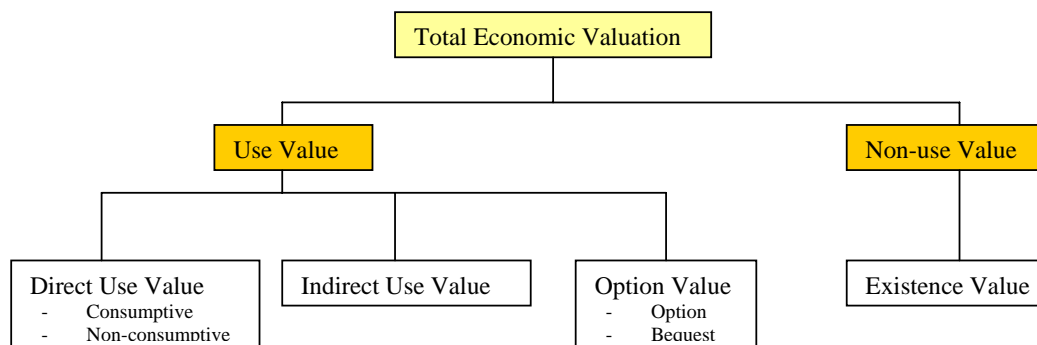 Total Economic Valuation
Use Value
Non-use Value
Direct Use Value
- Consumptive
- Non-consumptive
Indirect Use Value
Option Value
- Option
- Bequest
Existence Value